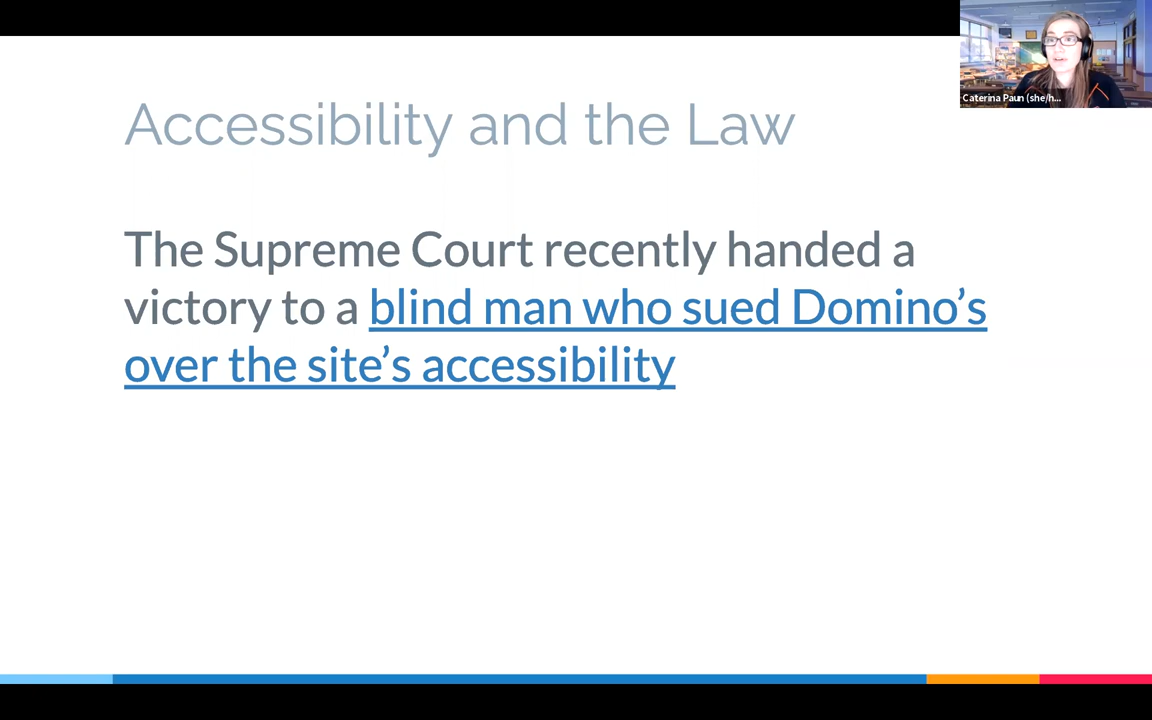 Caterina Paun (she/h...
Accessibility and the Law
The Supreme Court recently handed a
victory to a blind man who sued Domino’s
over the site’s accessibility